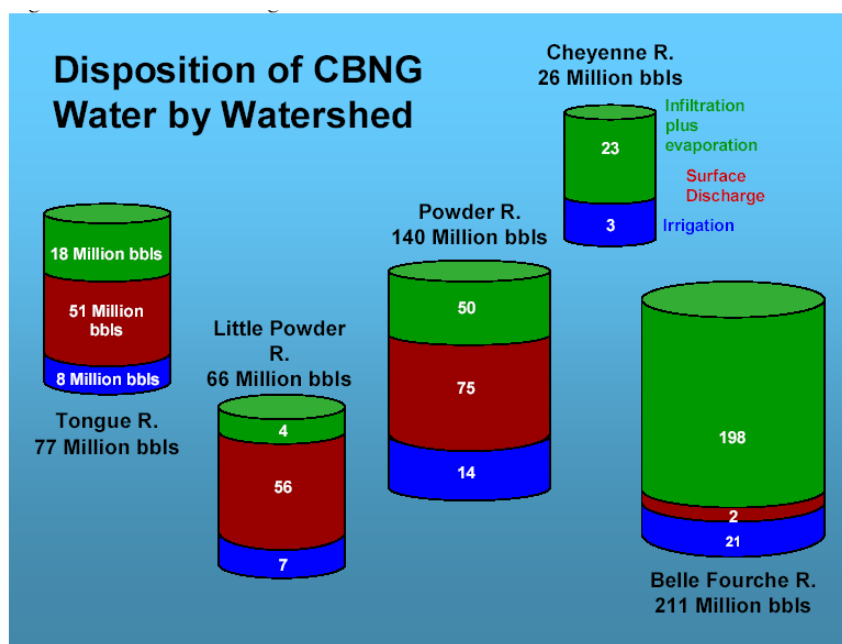 Disposition of CBNG
Water by Watershed
Cheyenne R.
26 Million bbls
Infiltration
plus
evaporation
Surface
Discharge
Irrigation
23
3
Powder R.
140 Million bbls
50
75
14
18 Million bbls
51 Million
bbls
8 Million bbls
Tongue R.
77 Million bbls
Little Powder
R.
66 Million bbls
4
56
7
198
2
21
Belle Fourche R.
211 Million bbls